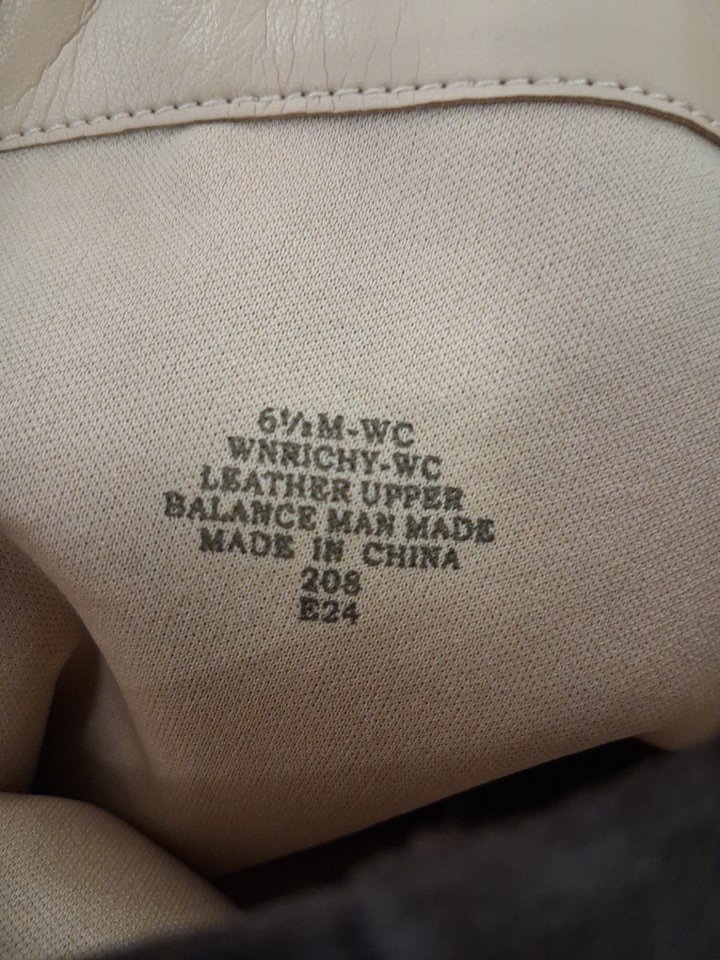 6½M-WC
WNRICHY-WC
LEATHER UPPER
BALANCE MAN MADE
MADE IN CHINA
208
E24